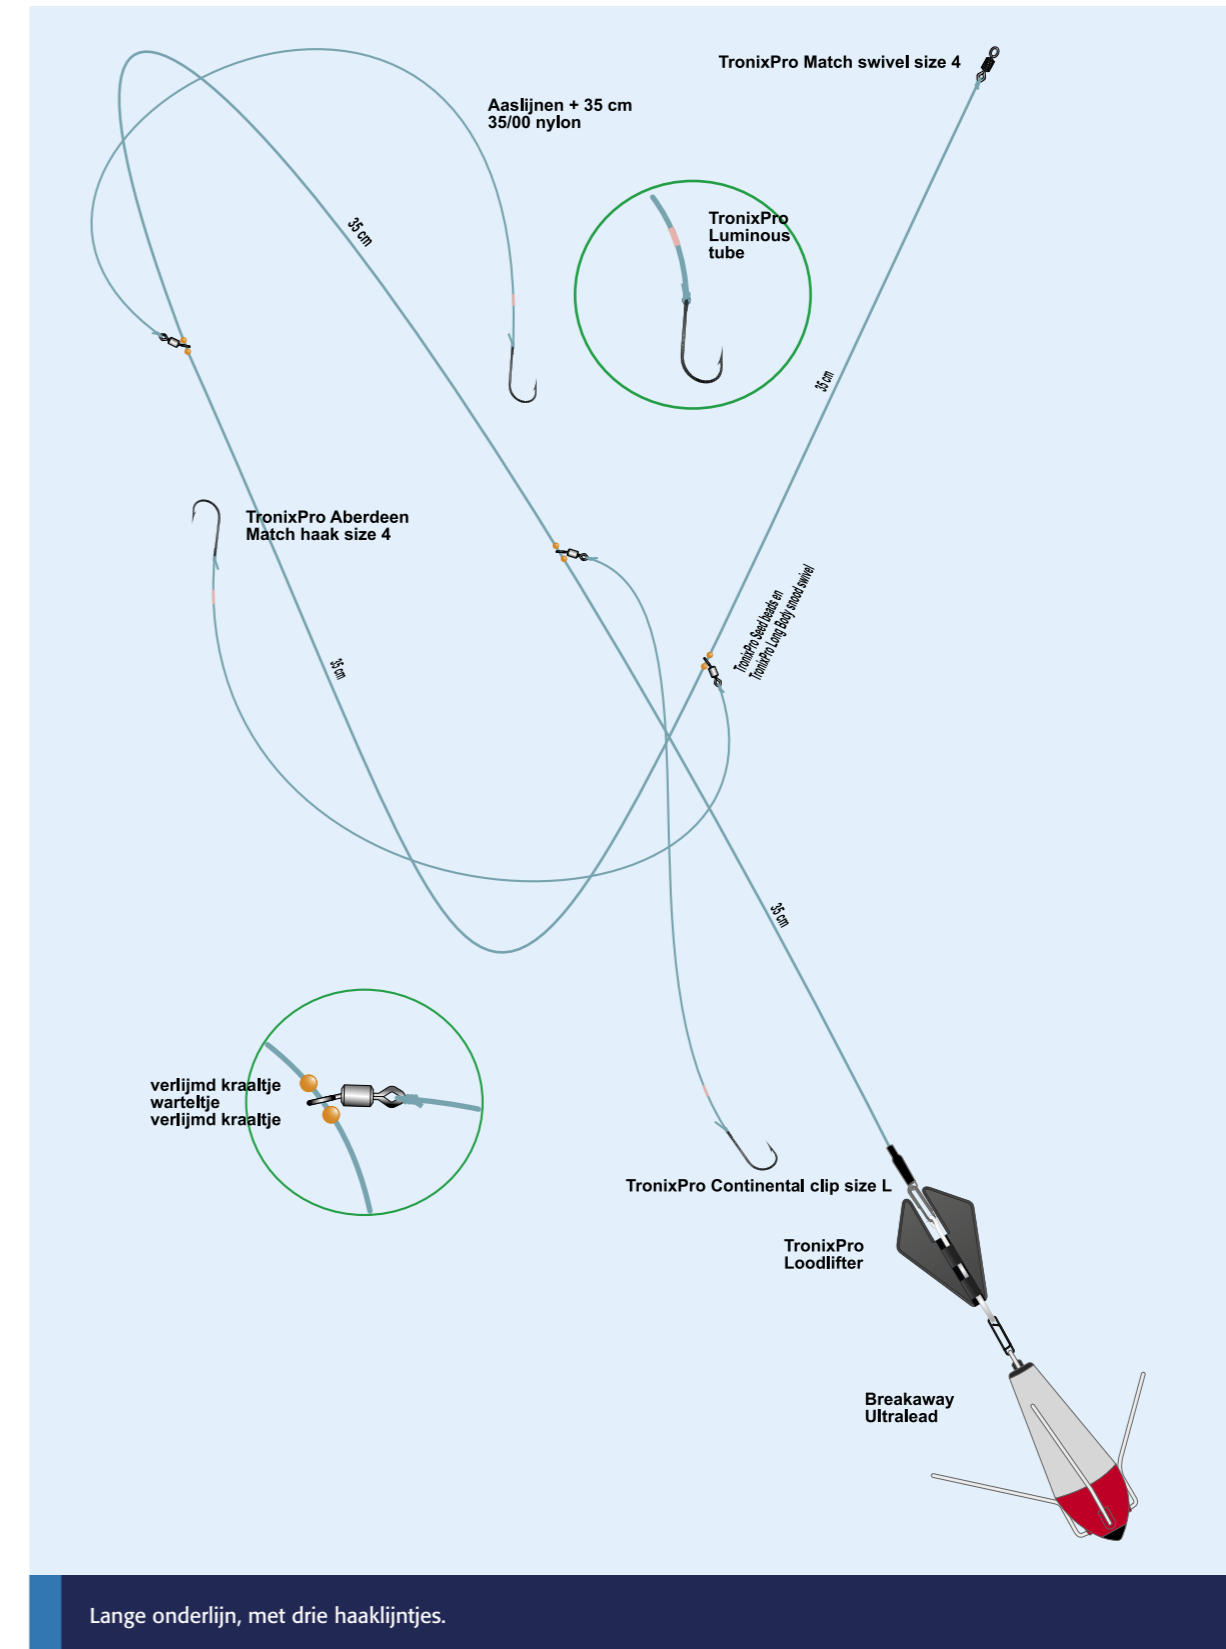 TronixPro Match swivel size 4
Aaslijnen + 35 cm
35/00 nylon
TronixPro
Luminous
tube
35 cm
35 cm
TronixPro Aberdeen
Match haak size 4
TronixPro Seed beads en
TronixPro Long Body snood swivel
35 cm
35 cm
verlijmd kraaltje
warteltje
verlijmd kraaltje
TronixPro Continental clip size L
TronixPro
Loodlifter
Breakaway
Ultralead
Lange onderlijn, met drie haaklijntjes.